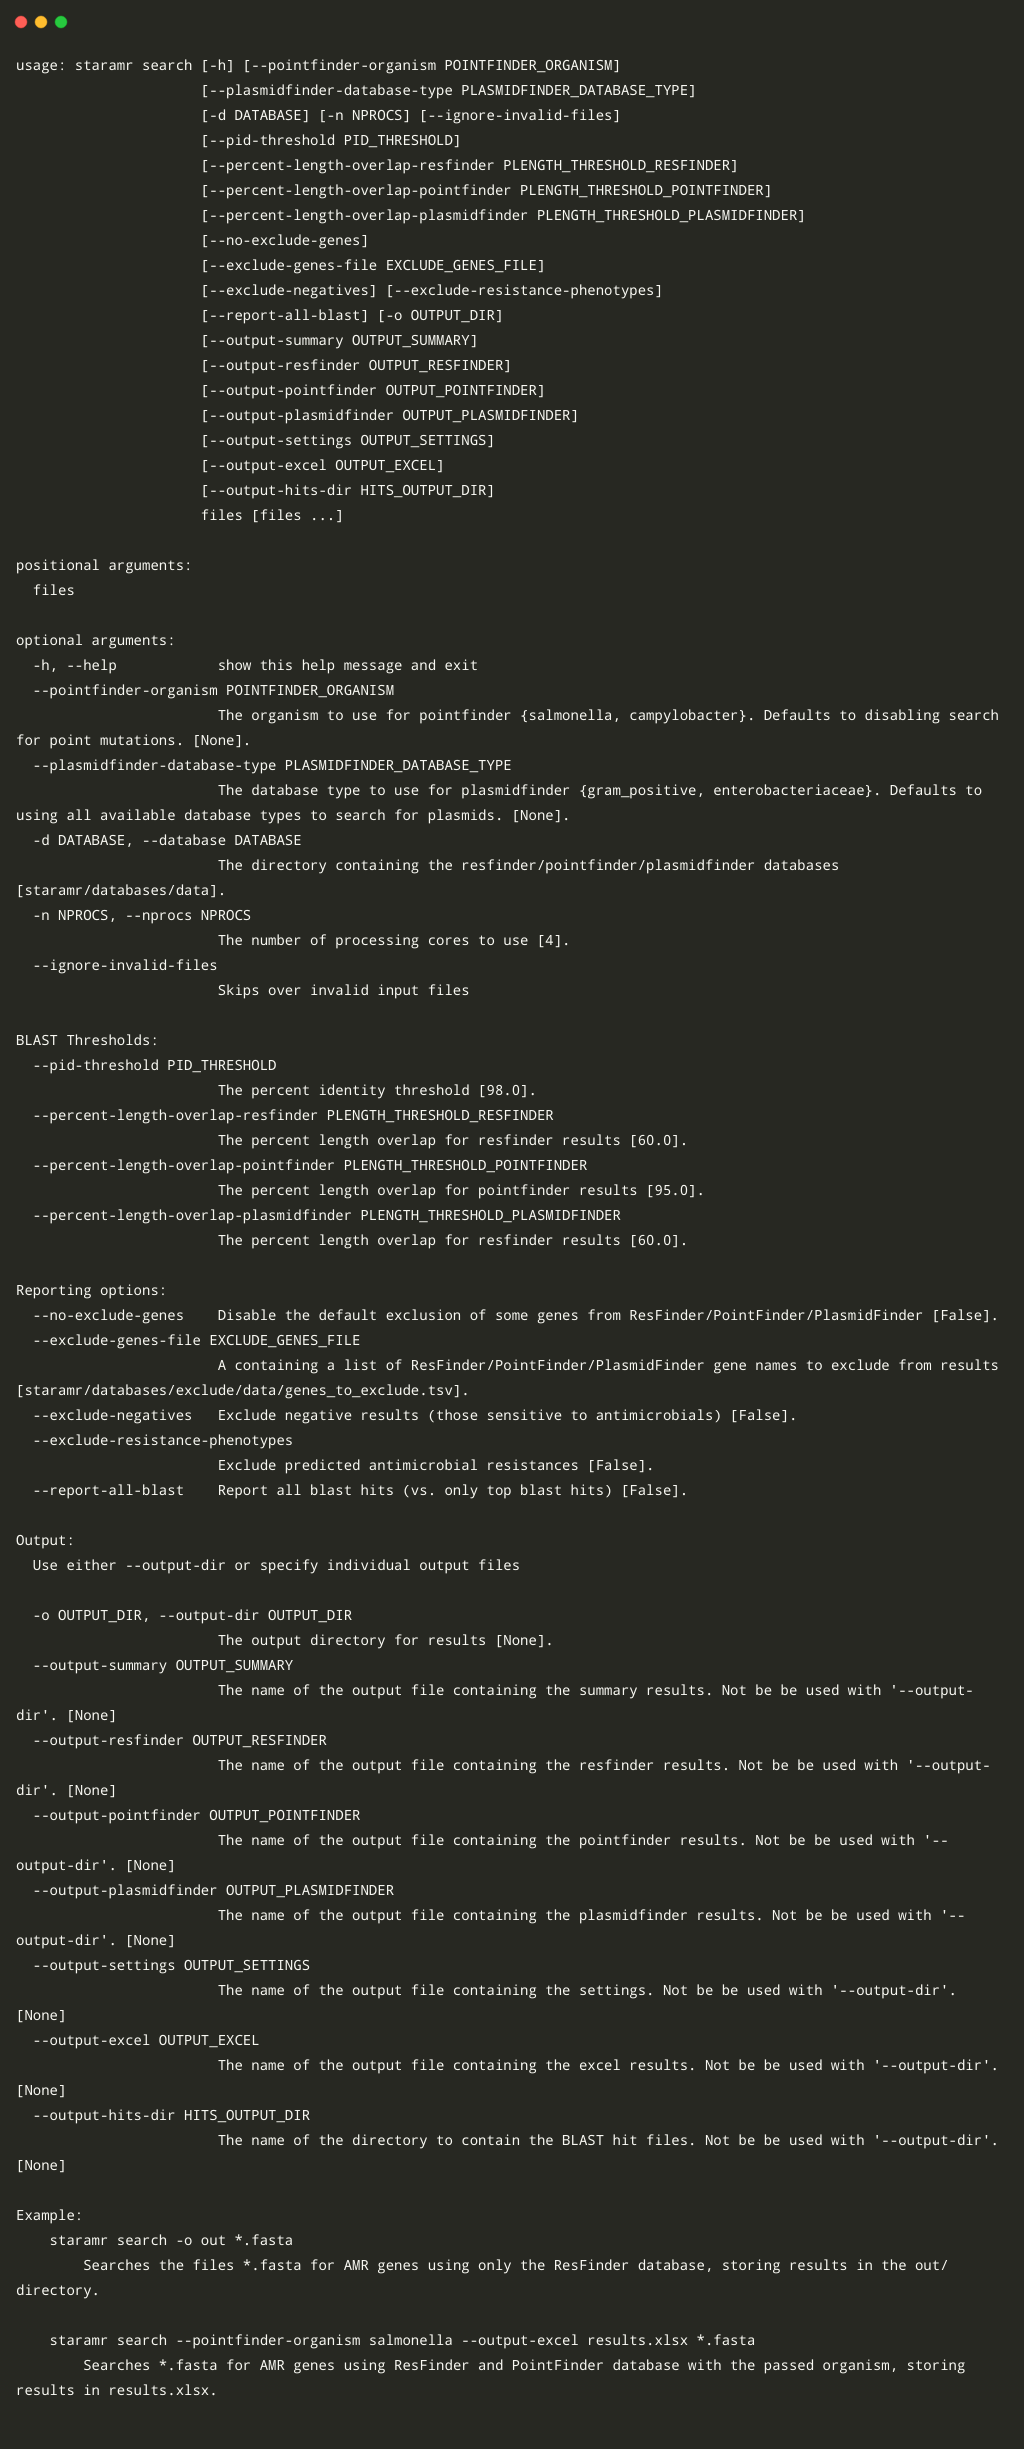 usage: staramr search [-h] [--pointfinder-organism POINTFINDER_ORGANISM]
[--plasmidfinder-database-type PLASMIDFINDER_DATABASE_TYPE]
[-d DATABASE] [-n NPROCS] [--ignore-invalid-files]
[--pid-threshold PID_THRESHOLD]
[--percent-length-overlap-resfinder PLENGTH_THRESHOLD_RESFINDER]
[--percent-length-overlap-pointfinder PLENGTH_THRESHOLD_POINTFINDER]
[--percent-length-overlap-plasmidfinder PLENGTH_THRESHOLD_PLASMIDFINDER]
[--no-exclude-genes]
[--exclude-genes-file EXCLUDE_GENES_FILE]
[--exclude-negatives] [--exclude-resistance-phenotypes]
[--report-all-blast] [-o OUTPUT_DIR]
[--output-summary OUTPUT_SUMMARY]
[--output-resfinder OUTPUT_RESFINDER]
[--output-pointfinder OUTPUT_POINTFINDER]
[--output-plasmidfinder OUTPUT_PLASMIDFINDER]
[--output-settings OUTPUT_SETTINGS]
[--output-excel OUTPUT_EXCEL]
[--output-hits-dir HITS_OUTPUT_DIR]
files [files ...]

positional arguments:
files

optional arguments:
-h, --help            show this help message and exit
--pointfinder-organism POINTFINDER_ORGANISM
The organism to use for pointfinder {salmonella, campylobacter}. Defaults to disabling search
for point mutations. [None].
--plasmidfinder-database-type PLASMIDFINDER_DATABASE_TYPE
The database type to use for plasmidfinder {gram_positive, enterobacteriaceae}. Defaults to
using all available database types to search for plasmids. [None].
-d DATABASE, --database DATABASE
The directory containing the resfinder/pointfinder/plasmidfinder databases
[staramr/databases/data].
-n NPROCS, --nprocs NPROCS
The number of processing cores to use [4].
--ignore-invalid-files
Skips over invalid input files

BLAST Thresholds:
--pid-threshold PID_THRESHOLD
The percent identity threshold [98.0].
--percent-length-overlap-resfinder PLENGTH_THRESHOLD_RESFINDER
The percent length overlap for resfinder results [60.0].
--percent-length-overlap-pointfinder PLENGTH_THRESHOLD_POINTFINDER
The percent length overlap for pointfinder results [95.0].
--percent-length-overlap-plasmidfinder PLENGTH_THRESHOLD_PLASMIDFINDER
The percent length overlap for resfinder results [60.0].

Reporting options:
--no-exclude-genes    Disable the default exclusion of some genes from ResFinder/PointFinder/PlasmidFinder [False].
--exclude-genes-file EXCLUDE_GENES_FILE
A containing a list of ResFinder/PointFinder/PlasmidFinder gene names to exclude from results
[staramr/databases/exclude/data/genes_to_exclude.tsv].
--exclude-negatives   Exclude negative results (those sensitive to antimicrobials) [False].
--exclude-resistance-phenotypes
Exclude predicted antimicrobial resistances [False].
--report-all-blast    Report all blast hits (vs. only top blast hits) [False].

Output:
Use either --output-dir or specify individual output files

-o OUTPUT_DIR, --output-dir OUTPUT_DIR
The output directory for results [None].
--output-summary OUTPUT_SUMMARY
The name of the output file containing the summary results. Not be be used with '--output-
dir'. [None]
--output-resfinder OUTPUT_RESFINDER
The name of the output file containing the resfinder results. Not be be used with '--output-
dir'. [None]
--output-pointfinder OUTPUT_POINTFINDER
The name of the output file containing the pointfinder results. Not be be used with '--
output-dir'. [None]
--output-plasmidfinder OUTPUT_PLASMIDFINDER
The name of the output file containing the plasmidfinder results. Not be be used with '--
output-dir'. [None]
--output-settings OUTPUT_SETTINGS
The name of the output file containing the settings. Not be be used with '--output-dir'.
[None]
--output-excel OUTPUT_EXCEL
The name of the output file containing the excel results. Not be be used with '--output-dir'.
[None]
--output-hits-dir HITS_OUTPUT_DIR
The name of the directory to contain the BLAST hit files. Not be be used with '--output-dir'.
[None]

Example:
staramr search -o out *.fasta
Searches the files *.fasta for AMR genes using only the ResFinder database, storing results in the out/
directory.

staramr search --pointfinder-organism salmonella --output-excel results.xlsx *.fasta
Searches *.fasta for AMR genes using ResFinder and PointFinder database with the passed organism, storing
results in results.xlsx.